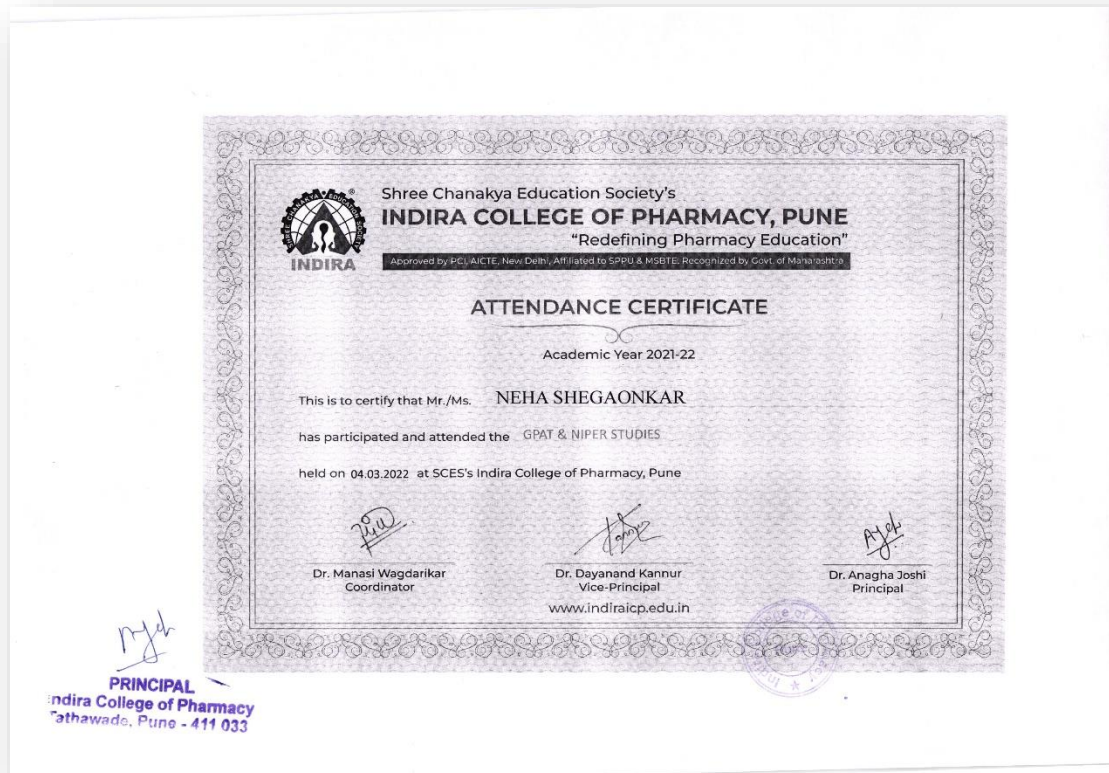 SHREE CHANAKYA EDUCATION SOCIETY
®
INDIRA
Shree Chanakya Education Society's
INDIRA COLLEGE OF PHARMACY, PUNE
"Redefining Pharmacy Education"
Approved by PCI, AICTE, New Delhi, Affiliated to SPPU & MSBTE, Recognized by Govt. of Maharashtra
ATTENDANCE CERTIFICATE
Academic Year 2021-22
This is to certify that Mr./Ms. NEHA SHEGAONKAR
has participated and attended the GPAT & NIPER STUDIES
held on 04.03.2022 at SCES's Indira College of Pharmacy, Pune
Dr. Manasi Wagdarikar
Coordinator
Dr. Dayanand Kannur
Vice-Principal
Dr. Anagha Joshi
Principal
www.indiraicp.edu.in
PRINCIPAL
Indira College of Pharmacy
Tathawade, Pune - 411 033